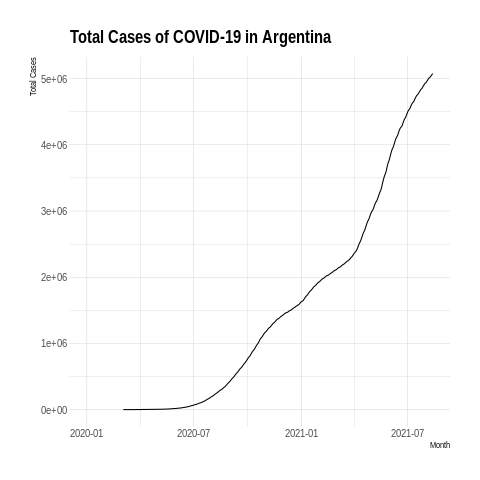 Total Cases of COVID-19 in Argentina
Total Cases
5e+06
4e+06
3e+06
2e+06
1e+06
0e+00
2020-01 2020-07 2021-01 2021-07
Month